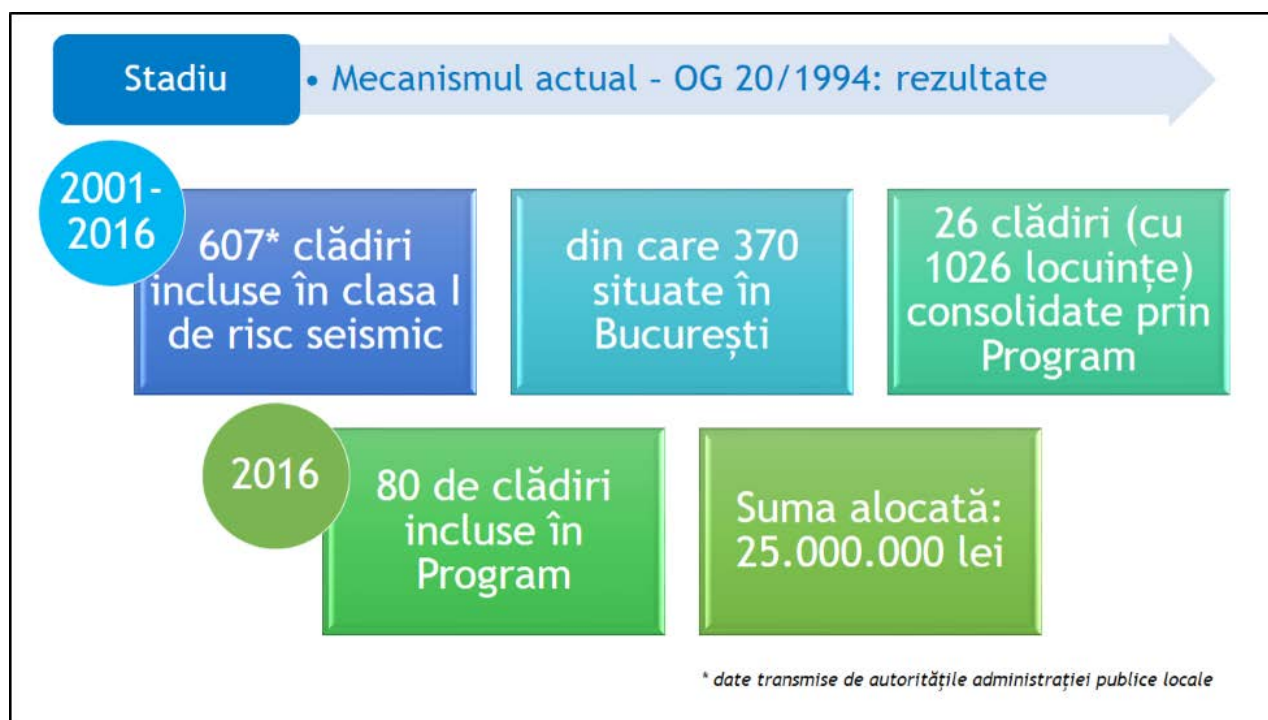 Stadiu
• Mecanismul actual – OG 20/1994: rezultate
2001-
2016
607* clădiri
incluse în clasa I
de risc seismic
din care 370
situate în
București
26 clădiri (cu
1026 locuințe)
consolidate prin
Program
2016
80 de clădiri
incluse în
Program
Suma alocată:
25.000.000 lei
* date transmise de autoritățile administrației publice locale